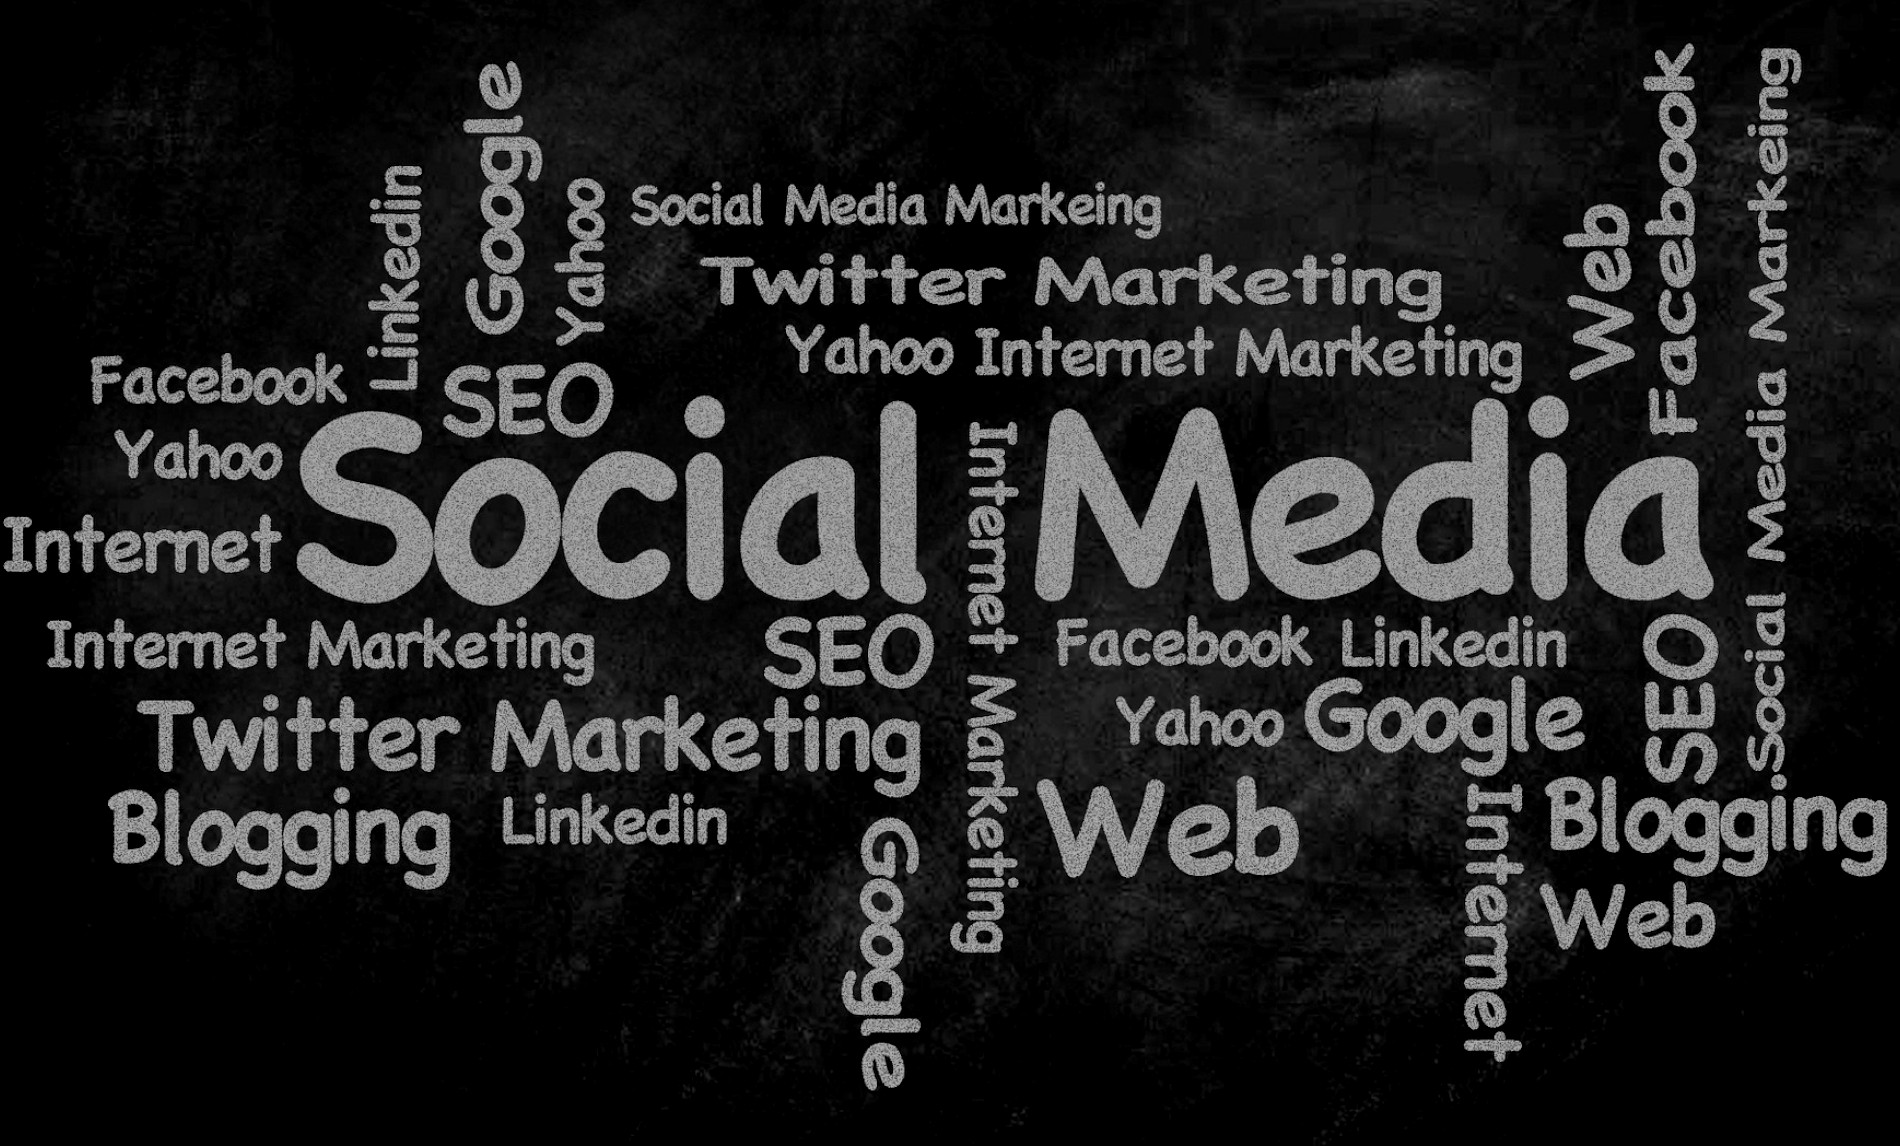 Google
Linkedin
Yahoo
Social Media Markeing
Twitter Marketing
Yahoo Internet Marketing
Web
Facebook
Social Media Markeing
Facebook
SEO
Yahoo
Social Media
Internet
Internet Marketing
Internet Marketing
SEO
Facebook Linkedin
SEO
Twitter Marketing
Yahoo Google
Blogging
Linkedin
Google
Web
Internet
Blogging
Web